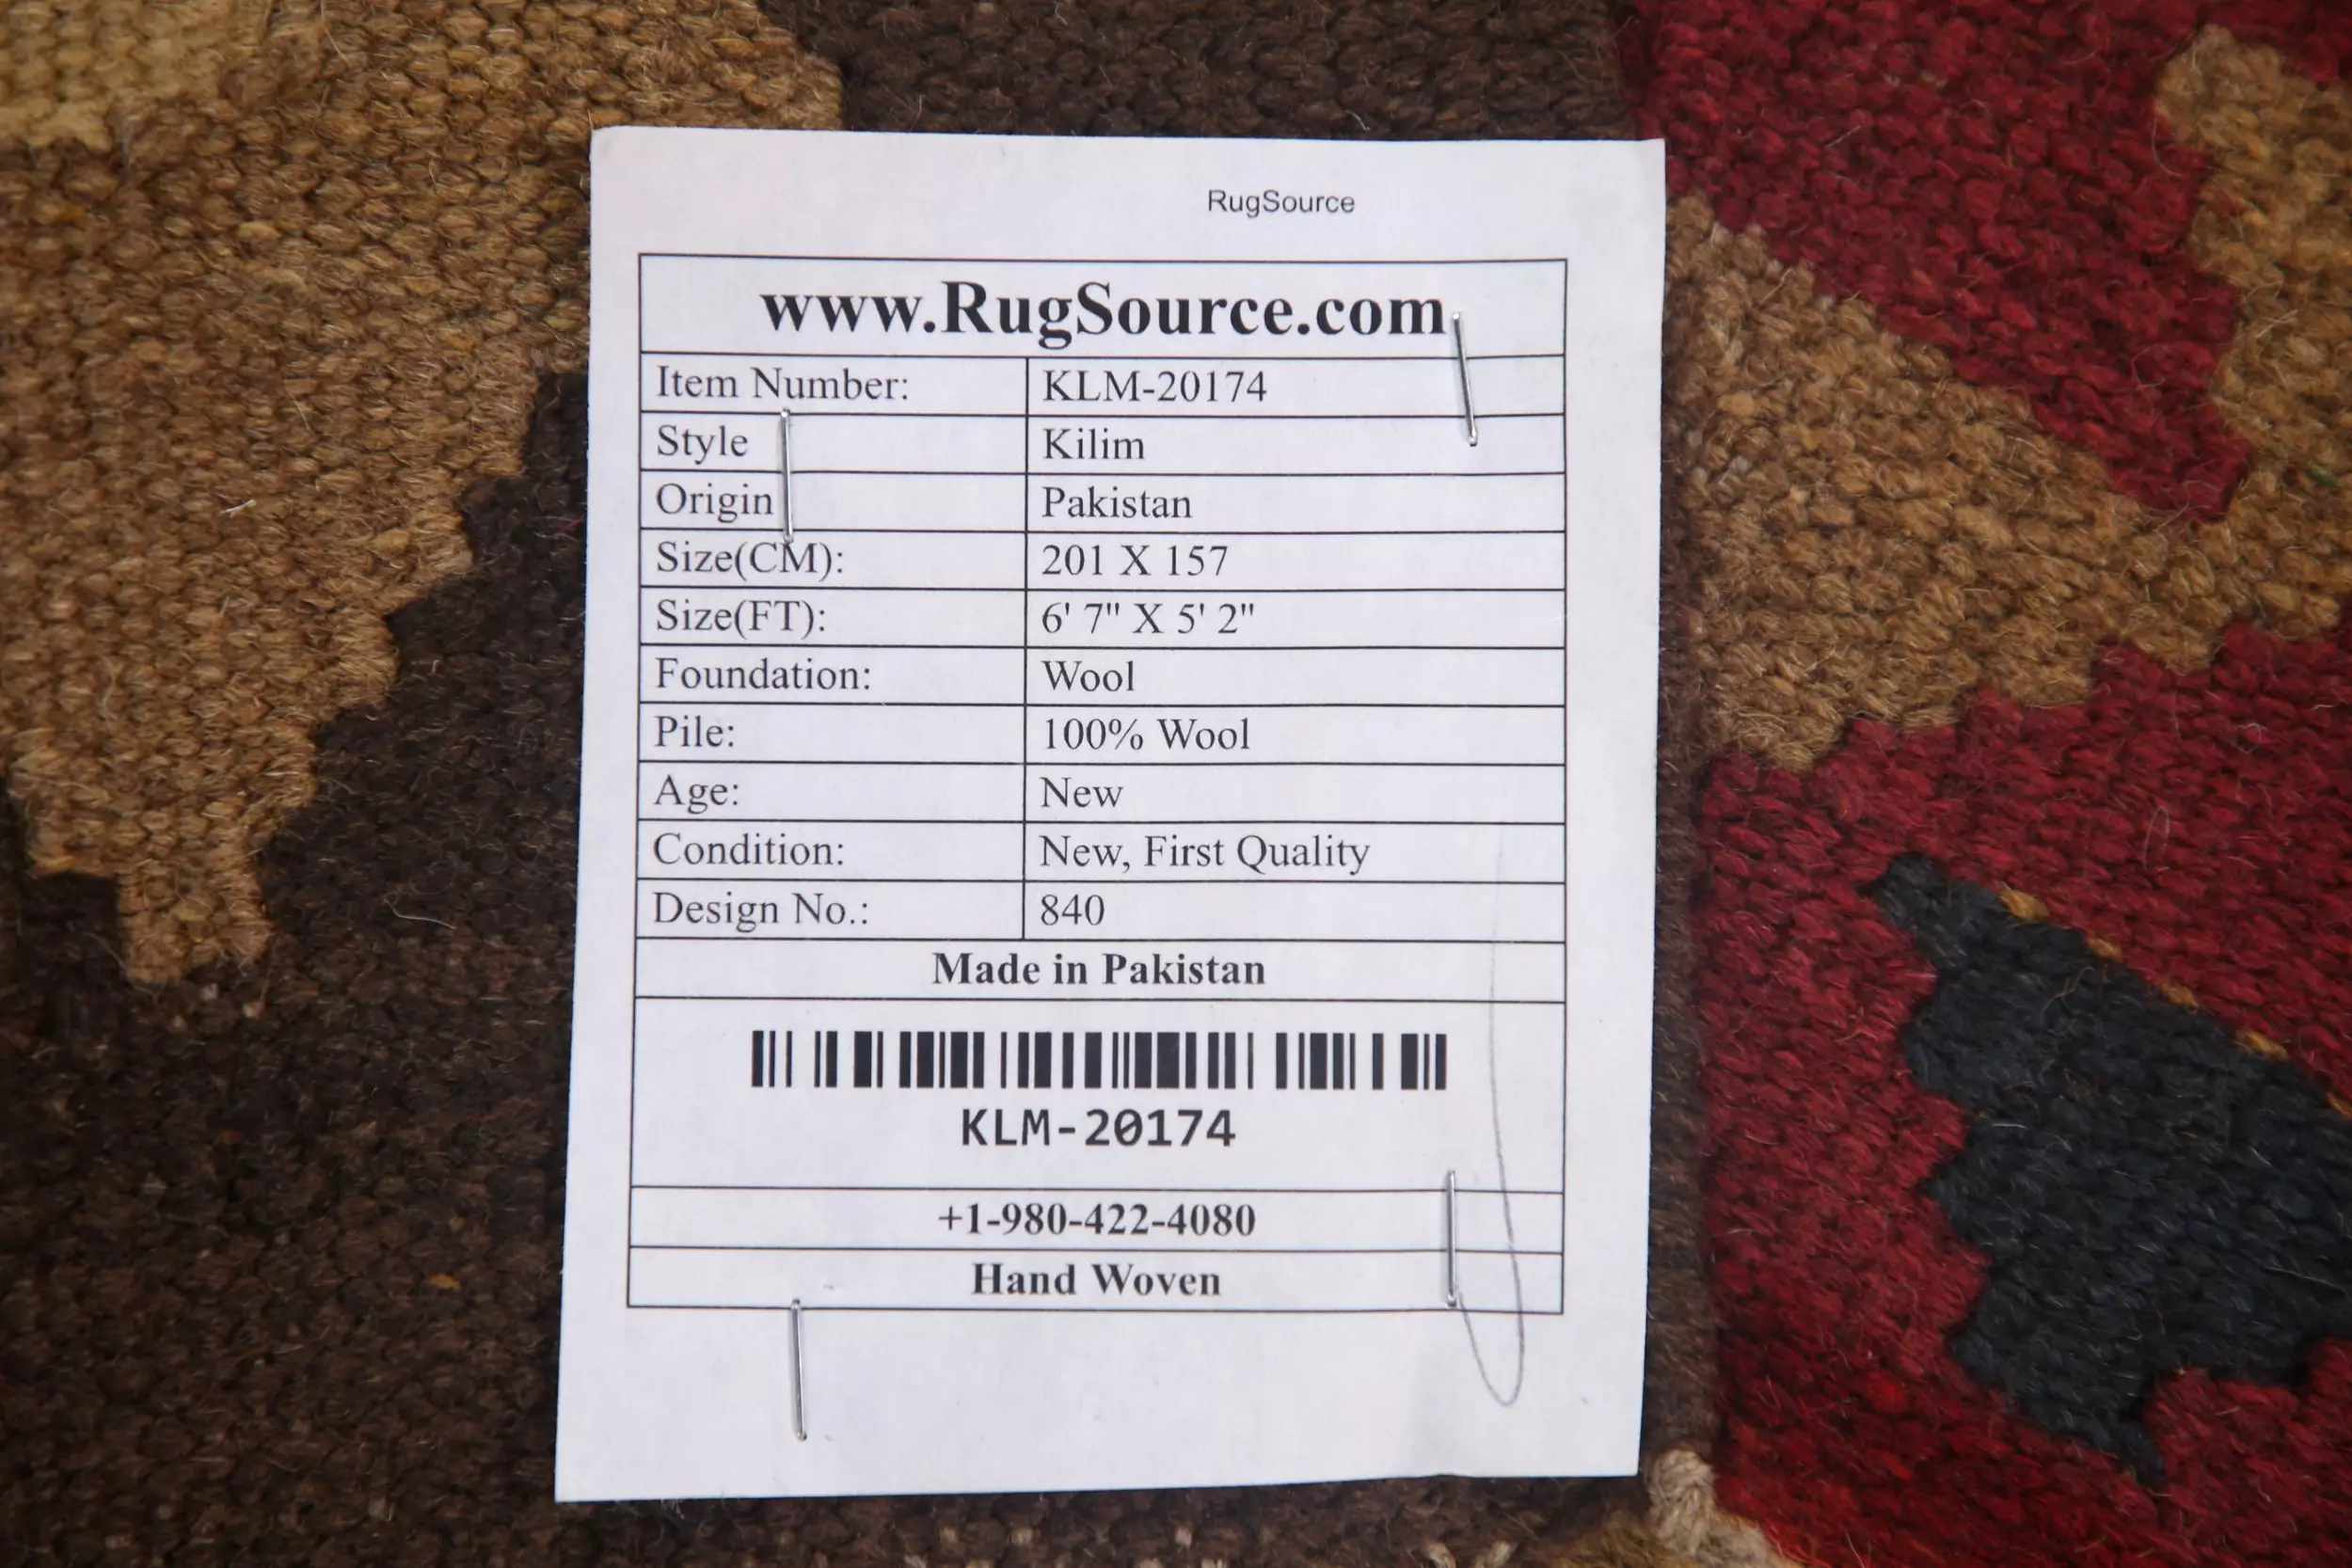 RugSource
www.RugSource.com
Item Number: KLM-20174
Style Kilim
Origin Pakistan
Size(CM): 201 X 157
Size(FT): 6' 7" X 5' 2"
Foundation: Wool
Pile: 100% Wool
Age: New
Condition: New, First Quality
Design No.: 840
Made in Pakistan
KLM-20174
+1-980-422-4080
Hand Woven